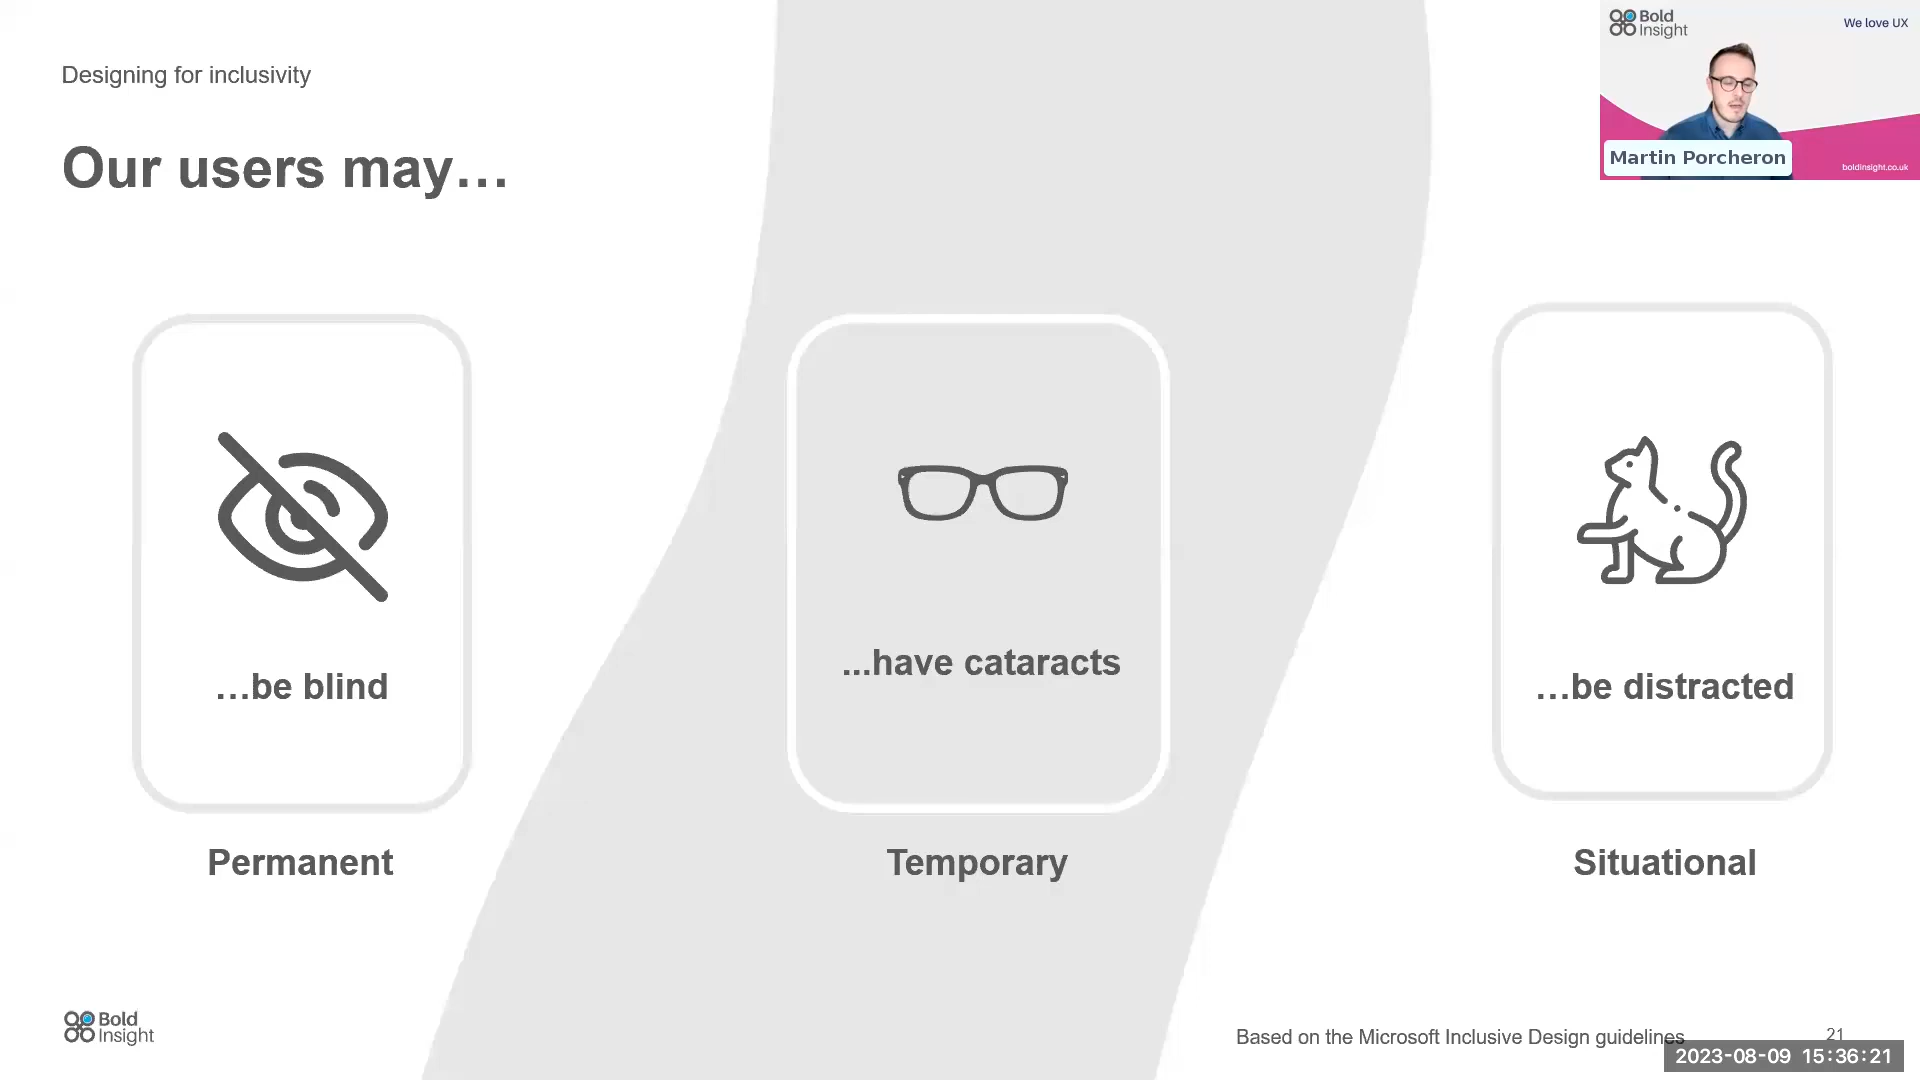 Designing for inclusivity
Our users may…
Bold
Insight
We love UX
Martin Porcheron
boldinsight.co.uk
…be blind
...have cataracts
…be distracted
Permanent
Temporary
Situational
Bold
Insight
Based on the Microsoft Inclusive Design guidelines
21
2023-08-09 15:36:21